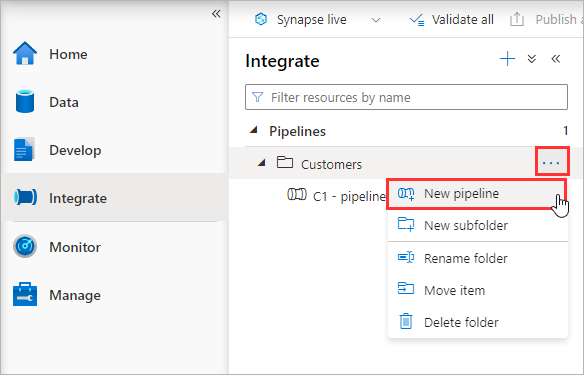 Synapse live
Validate all
Publish
Home
Data
Develop
Integrate
Monitor
Manage
Integrate
Filter resources by name
Pipelines 1
Customers ...
C1 - pipeline
New pipeline
New subfolder
Rename folder
Move item
Delete folder